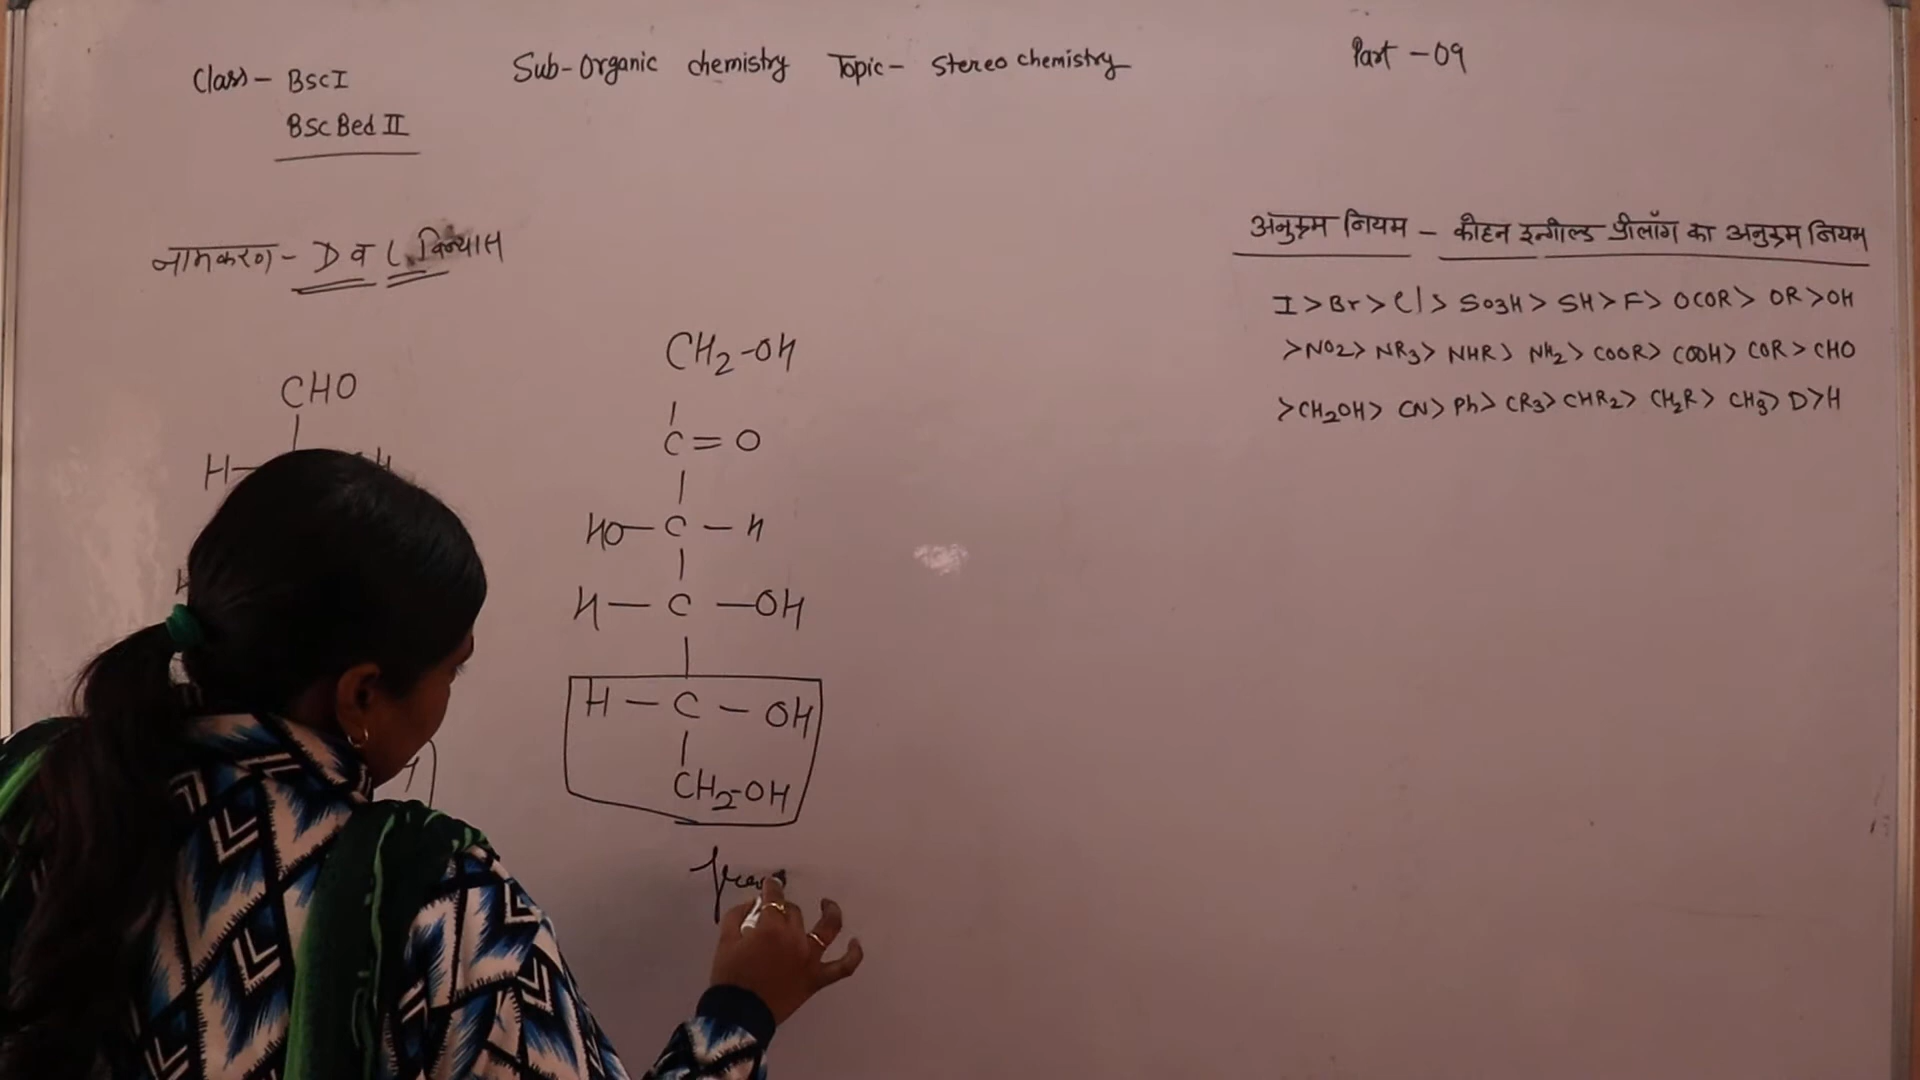 Class- BSc I
BSc Bed II
Sub-Organic chemistry Topic- Stereo chemistry
Part -09
नामकरण - D व L विन्यास
CHO
H-
CH2-OH
C=O
HO-C-H
H-C-OH
H-C-OH
CH2-OH
अनुक्रम नियम - कोहन इन्गोल्ड प्रीलॉग का अनुक्रम नियम
I>Br>Cl> SO3H> SH> F> OCOR> OR>OH
>NO2> NR3> NHR> NH2> COOR> COOH> COR> CHO
>CH2OH> CN> Ph> CR3> CHR2> CH2R> CH3> D>H